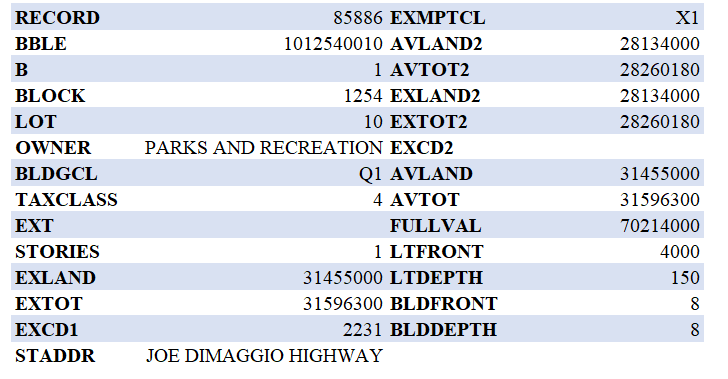 RECORD 85886 EXMPTCL X1
BBLE 1012540010 AVLAND2 28134000
B 1 AVTOT2 28260180
BLOCK 1254 EXLAND2 28134000
LOT 10 EXTOT2 28260180
OWNER PARKS AND RECREATION EXCD2
BLDGCL Q1 AVLAND 31455000
TAXCLASS 4 AVTOT 31596300
EXT FULLVAL 70214000
STORIES 1 LTFRONT 4000
EXLAND 31455000 LTDEPTH 150
EXTOT 31596300 BLDFRONT 8
EXCD1 2231 BLDDEPTH 8
STADDR JOE DIMAGGIO HIGHWAY